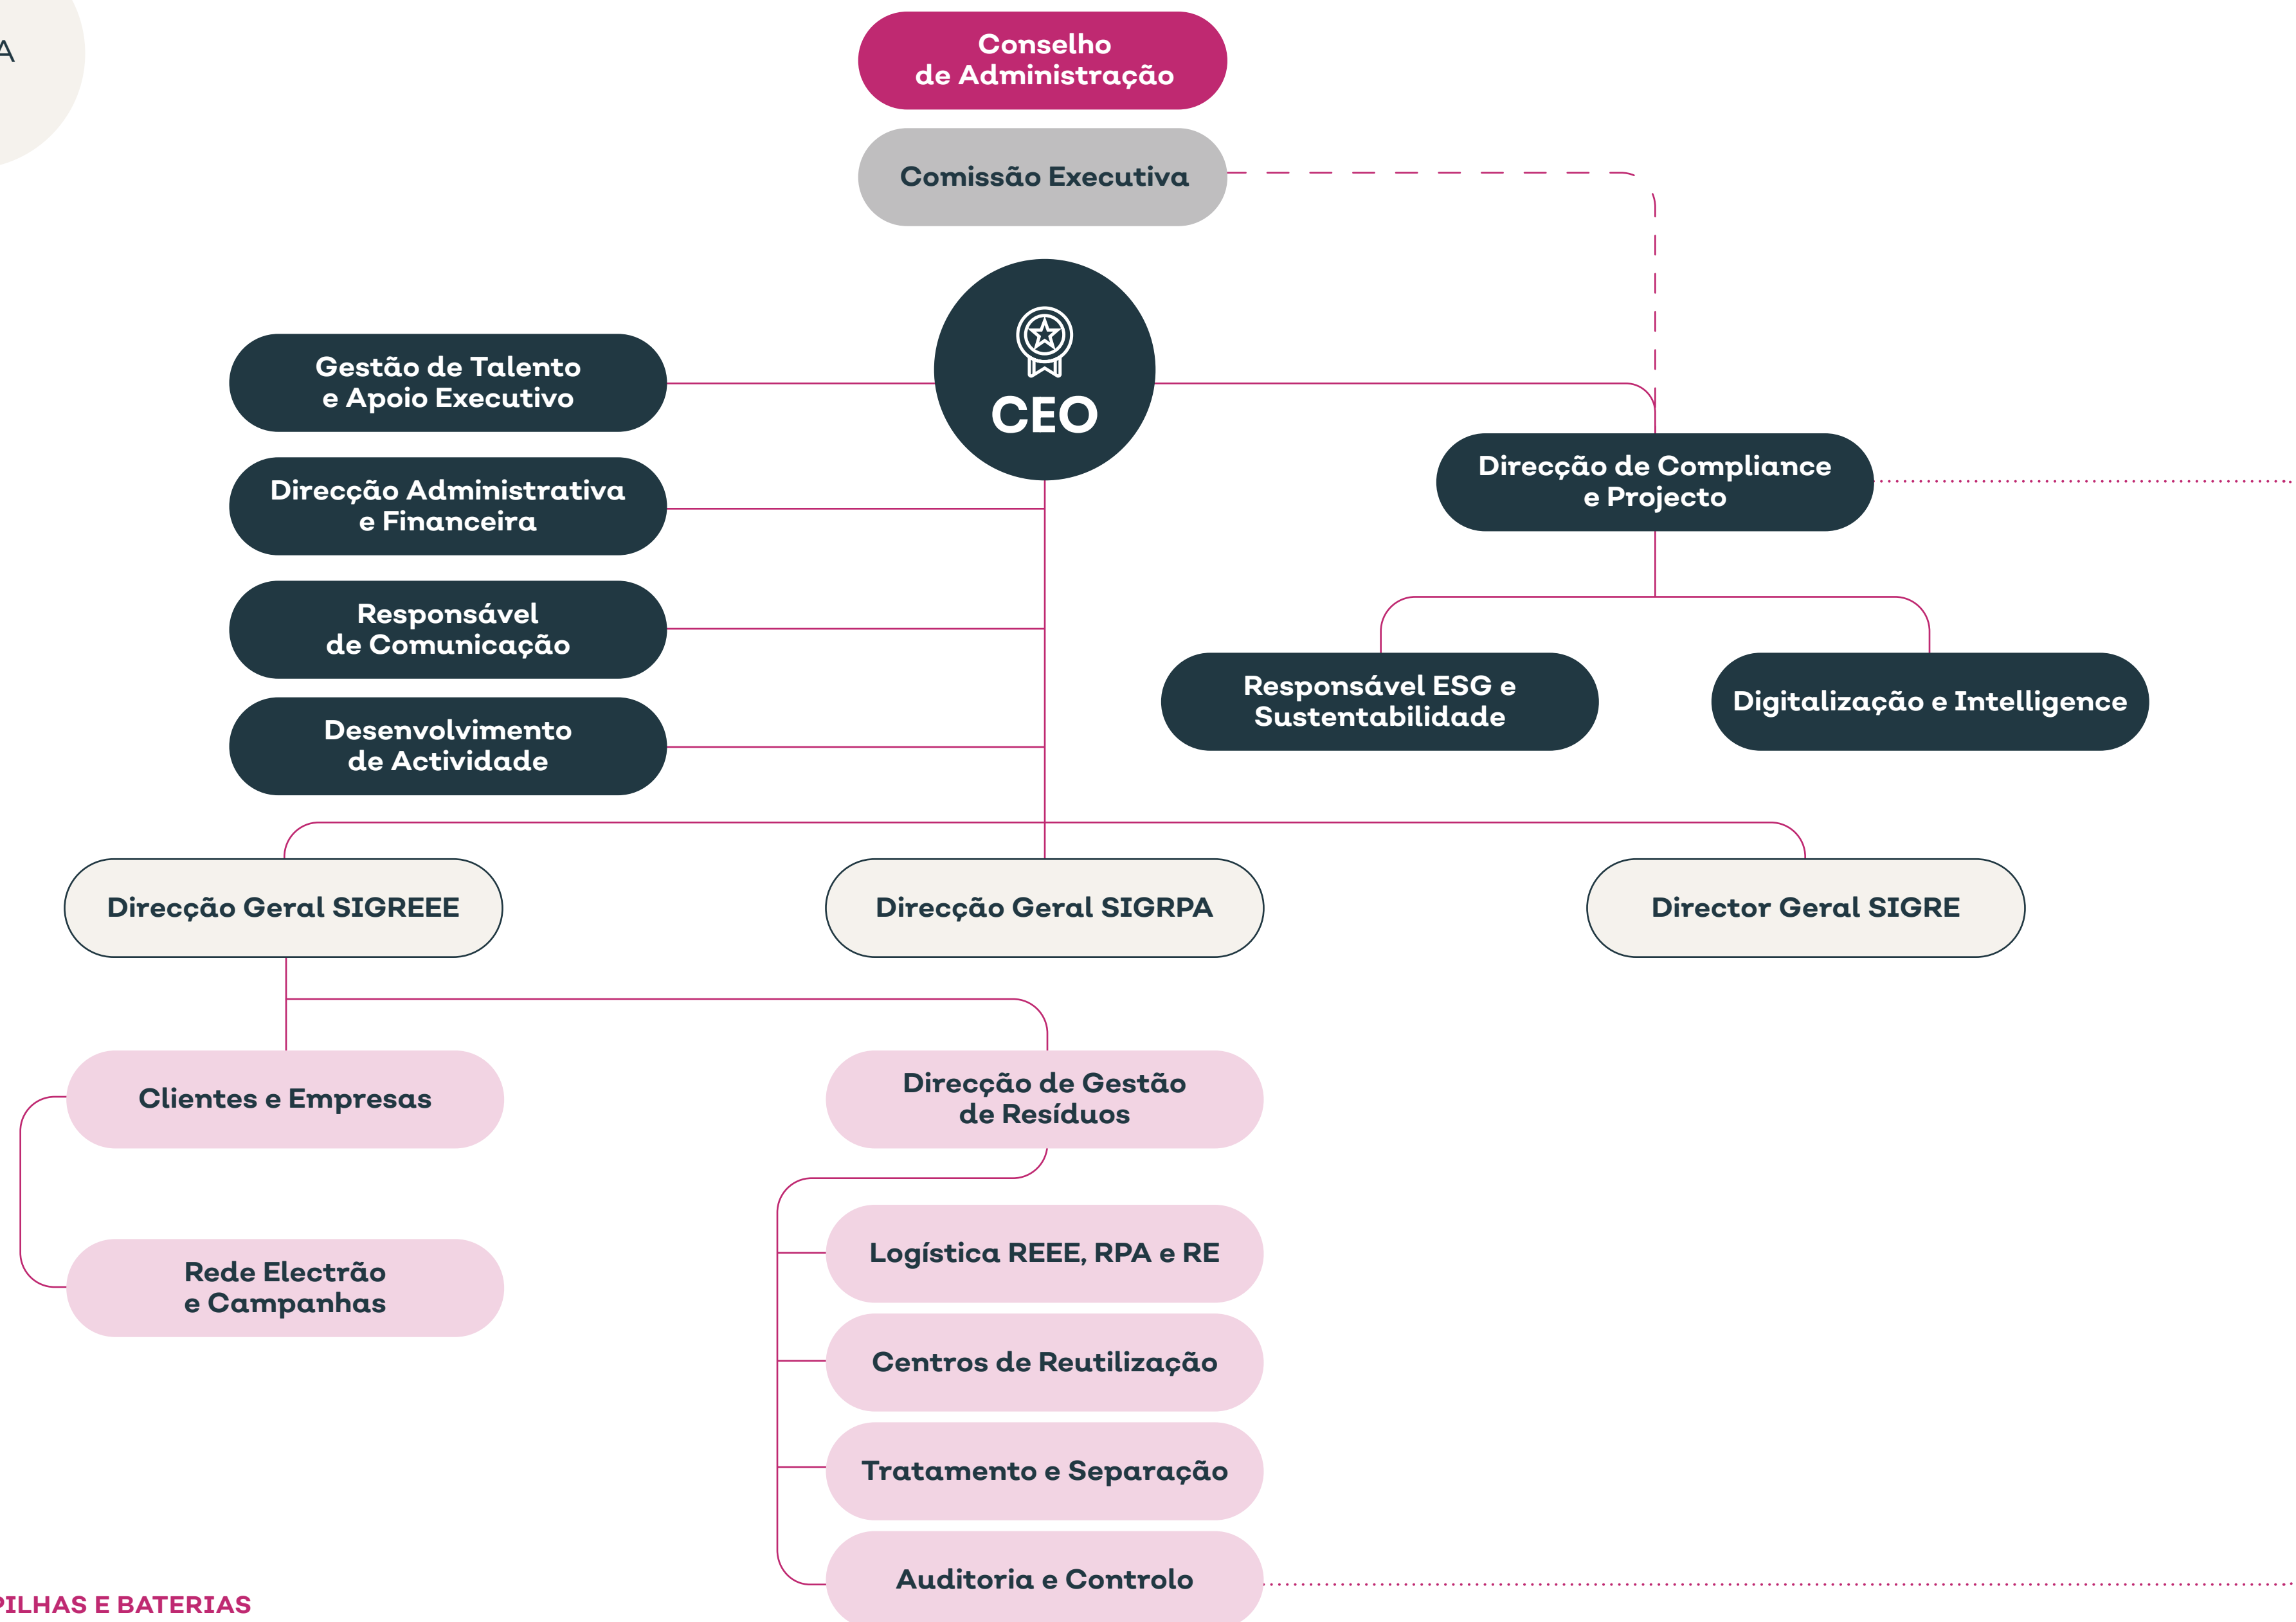 A
Conselho
de Administração
Comissão Executiva
CEO
Gestão de Talento
e Apoio Executivo
Direcção Administrativa
e Financeira
Responsável
de Comunicação
Desenvolvimento
de Actividade
Direcção de Compliance
e Projecto
Responsável ESG e
Sustentabilidade
Digitalização e Intelligence
Direcção Geral SIGREEE
Direcção Geral SIGRPA
Director Geral SIGRE
Clientes e Empresas
Rede Electrão
e Campanhas
Direcção de Gestão
de Resíduos
Logística REEE, RPA e RE
Centros de Reutilização
Tratamento e Separação
Auditoria e Controlo
PILHAS E BATERIAS